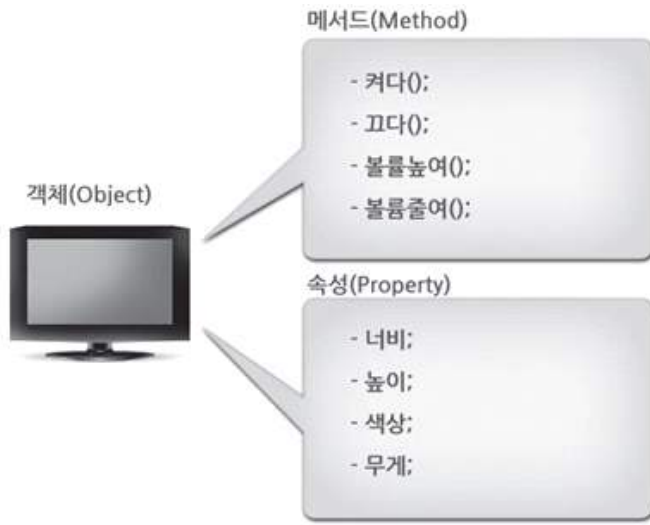 메서드(Method)
- 켜다();
- 끄다();
- 볼률높여();
- 볼륨줄여();
객체(Object)
속성(Property)
- 너비;
- 높이;
- 색상;
- 무게;